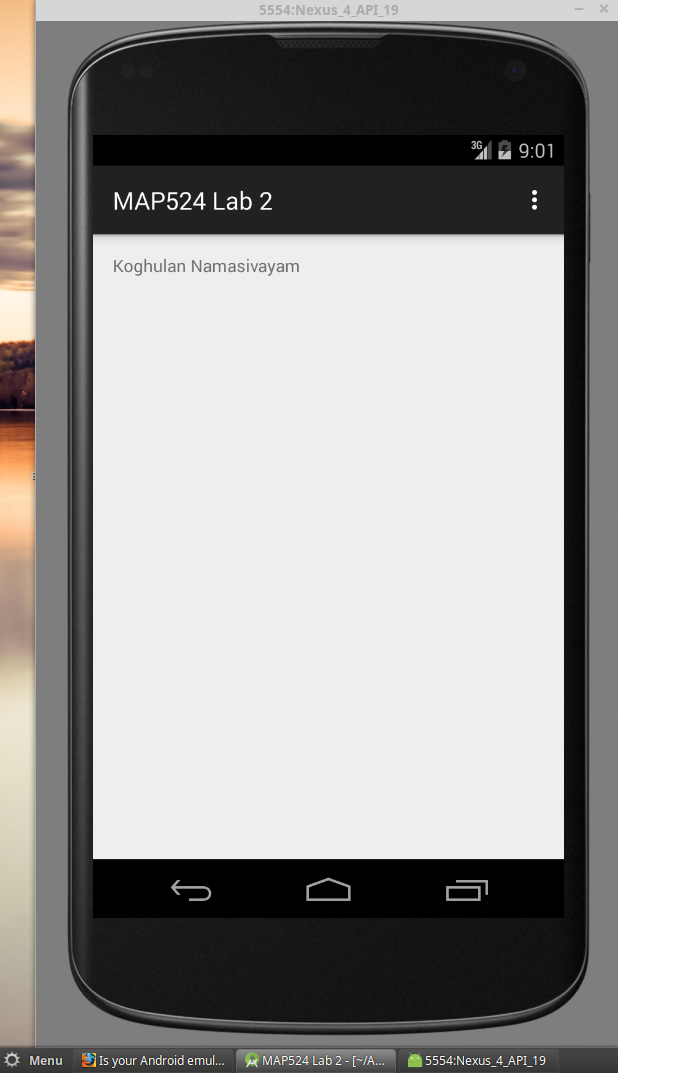 5554:Nexus_4_API_19
3G 9:01
MAP524 Lab 2
Koghulan Namasivayam
Menu Is your Android emul... MAP524 Lab 2 - [~/A... 5554:Nexus_4_API_19